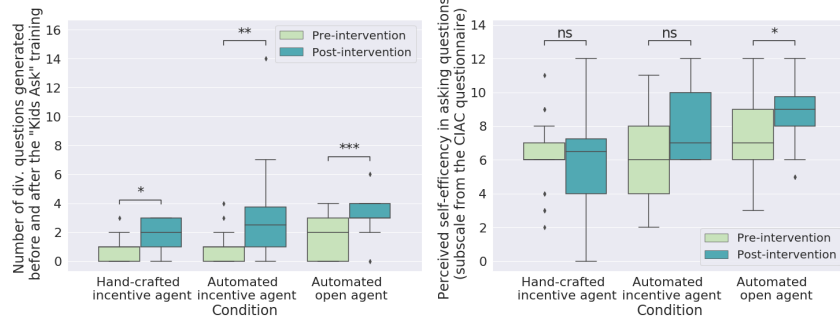 Number of div. questions generated
before and after the "Kids Ask" training
16
14
12
10
8
6
4
2
0
*
**
***
Pre-intervention
Post-intervention
Hand-crafted
incentive agent
Automated
incentive agent
Automated
open agent
Condition
Perceived self-efficency in asking questions
(subscale from the CIAC questionnaire)
14
12
10
8
6
4
2
0
ns
ns
*
Pre-intervention
Post-intervention
Hand-crafted
incentive agent
Automated
incentive agent
Automated
open agent
Condition